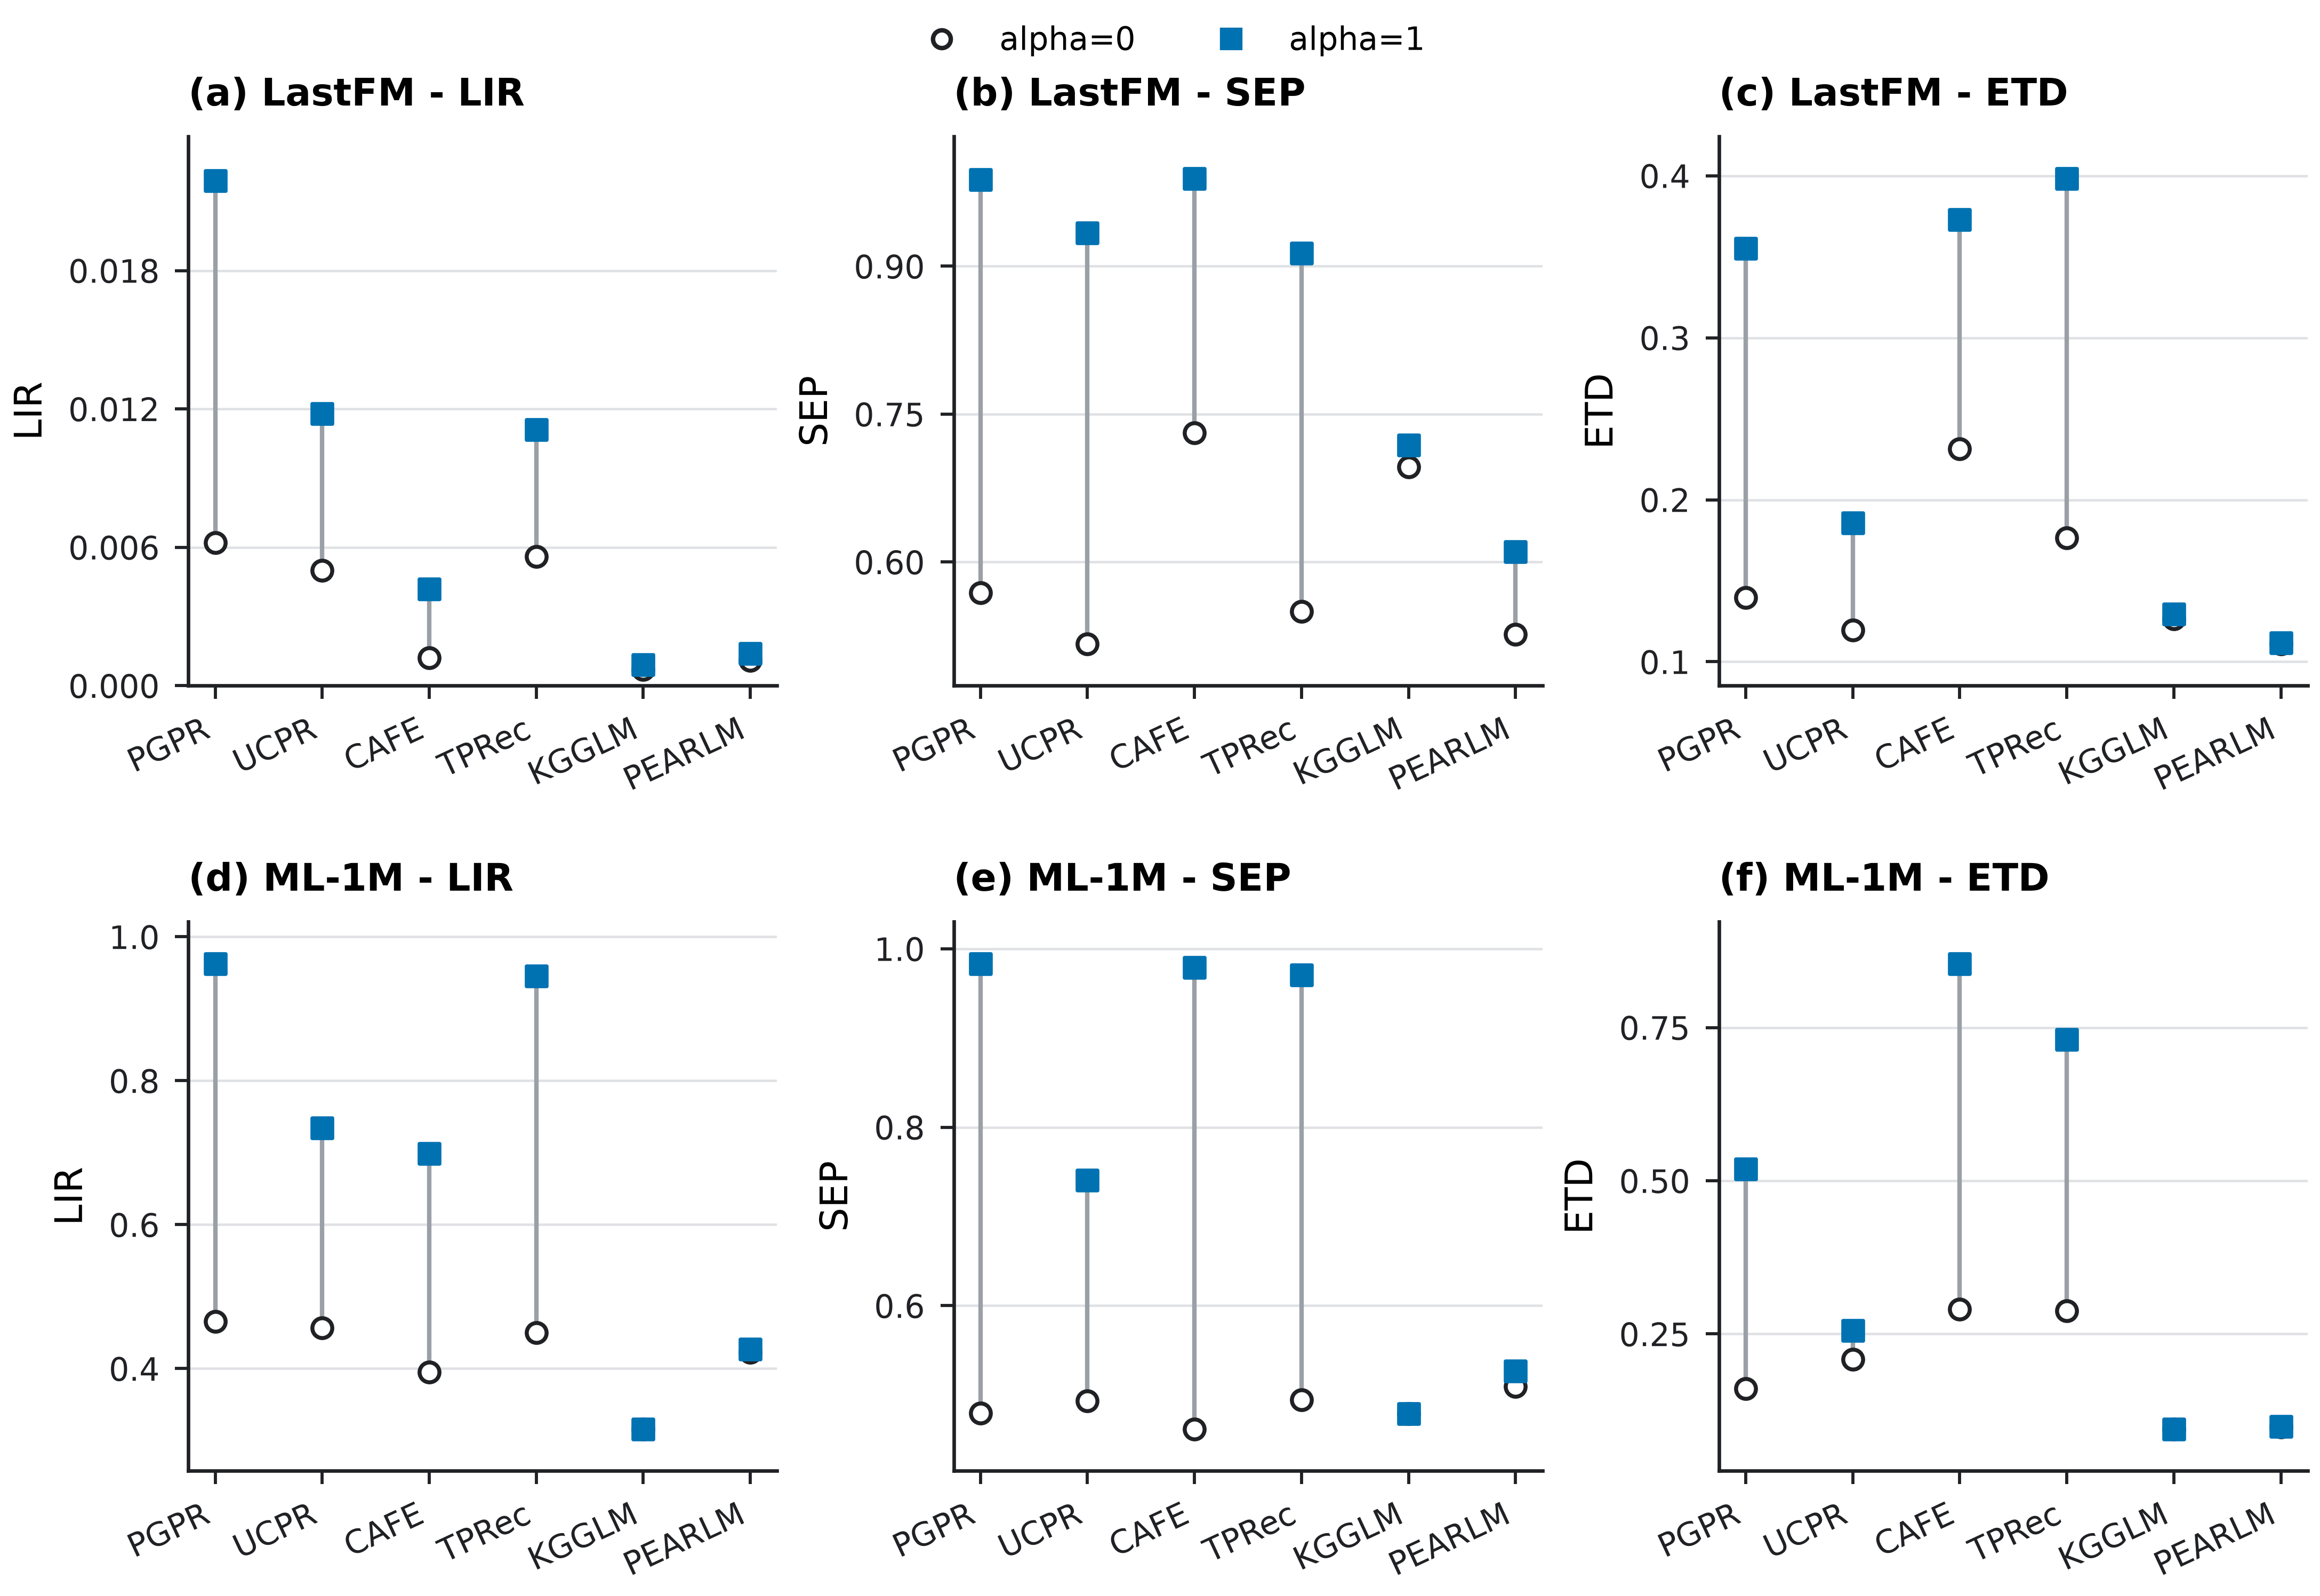 alpha=0 alpha=1
(a) LastFM - LIR
LIR
0.018
0.012
0.006
0.000
PGPR UCPR CAFE TPRec KGGLM PEARLM
(b) LastFM - SEP
SEP
0.90
0.75
0.60
PGPR UCPR CAFE TPRec KGGLM PEARLM
(c) LastFM - ETD
ETD
0.4
0.3
0.2
0.1
PGPR UCPR CAFE TPRec KGGLM PEARLM
(d) ML-1M - LIR
LIR
1.0
0.8
0.6
0.4
PGPR UCPR CAFE TPRec KGGLM PEARLM
(e) ML-1M - SEP
SEP
1.0
0.8
0.6
PGPR UCPR CAFE TPRec KGGLM PEARLM
(f) ML-1M - ETD
ETD
0.75
0.50
0.25
PGPR UCPR CAFE TPRec KGGLM PEARLM